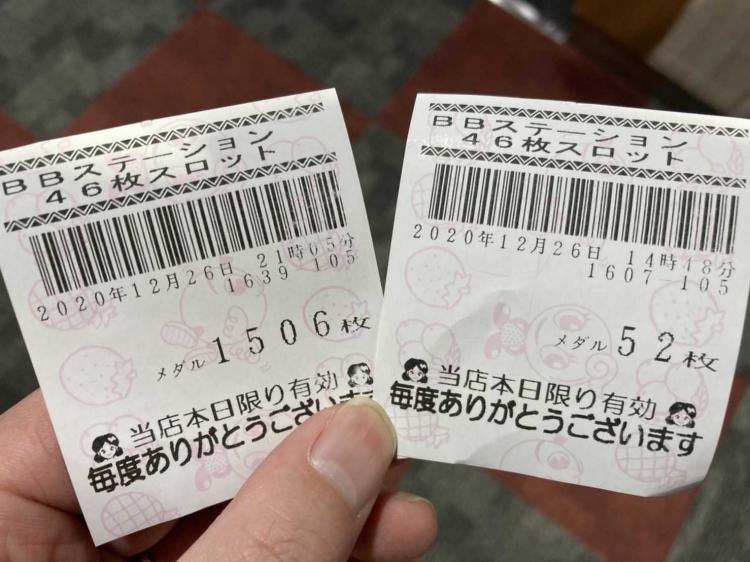 BBステーション
46枚スロット
2020年12月26日 21時05分
1639 105
メダル 1506枚
当店本日限り有効
毎度ありがとうございます
BBステーション
46枚スロット
2020年12月26日 14時48分
1607 105
メダル 52枚
当店本日限り有効
毎度ありがとうございます